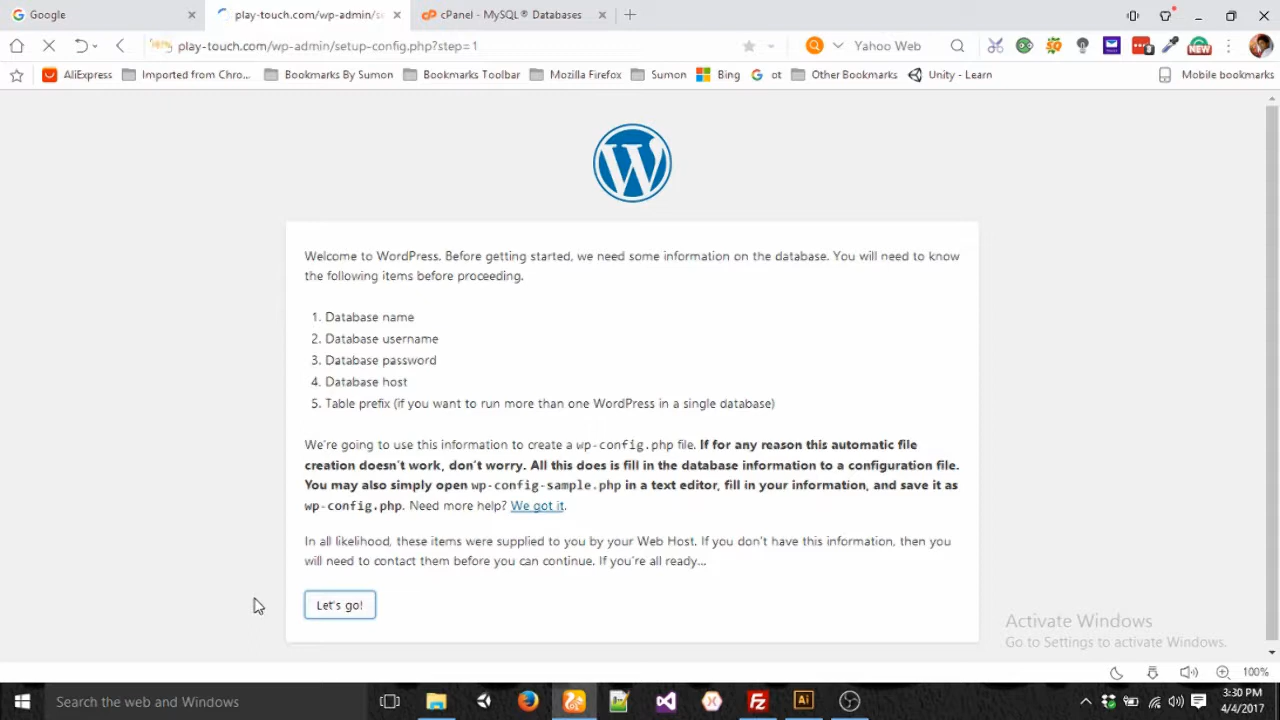 Google
play-touch.com/wp-admin/se
cPanel - MySQL® Databases
play-touch.com/wp-admin/setup-config.php?step=1
Yahoo Web
AliExpress
Imported from Chro...
Bookmarks By Sumon
Bookmarks Toolbar
Mozilla Firefox
Sumon
Bing
ot
Other Bookmarks
Unity - Learn
Mobile bookmarks
Welcome to WordPress. Before getting started, we need some information on the database. You will need to know
the following items before proceeding.
1. Database name
2. Database username
3. Database password
4. Database host
5. Table prefix (if you want to run more than one WordPress in a single database)
We're going to use this information to create a wp-config.php file. If for any reason this automatic file
creation doesn't work, don't worry. All this does is fill in the database information to a configuration file.
You may also simply open wp-config-sample.php in a text editor, fill in your information, and save it as
wp-config.php. Need more help? We got it.
In all likelihood, these items were supplied to you by your Web Host. If you don't have this information, then you
will need to contact them before you can continue. If you're all ready...
Let's go!
Activate Windows
Go to Settings to activate Windows.
100%
Search the web and Windows
3:30 PM
4/4/2017